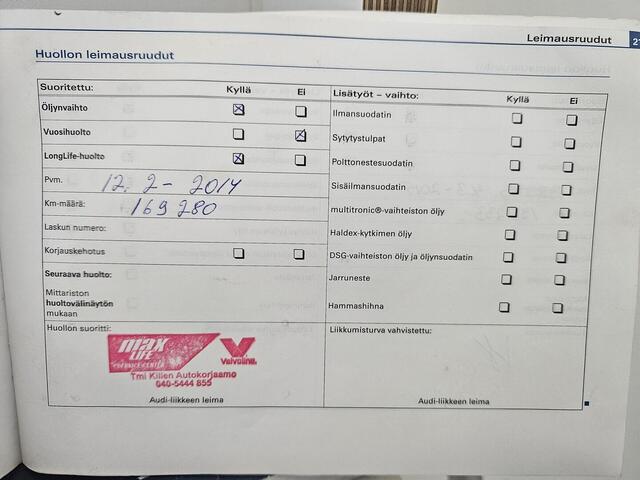 Leimausruudut
21
Huollon leimausruudut
Suoritettu: Kyllä Ei
Öljynvaihto
Vuosihuolto
LongLife-huolto
Pvm. 12. 2 - 2014
Km-määrä: 169 280
Laskun numero:
Korjauskehotus
Seuraava huolto:
Mittariston
huoltovälinäytön
mukaan
Huollon suoritti:
max
LIFE
Valvoline.
Tmi Kilien Autokorjaamo
040-5444 855
Audi-liikkeen leima
Lisätyöt – vaihto: Kyllä Ei
Ilmansuodatin
Sytytystulpat
Polttonestesuodatin
Sisäilmansuodatin
multitronic®-vaihteiston öljy
Haldex-kytkimen öljy
DSG-vaihteiston öljy ja öljynsuodatin
Jarruneste
Hammashihna
Liikkumisturva vahvistettu:
Audi-liikkeen leima